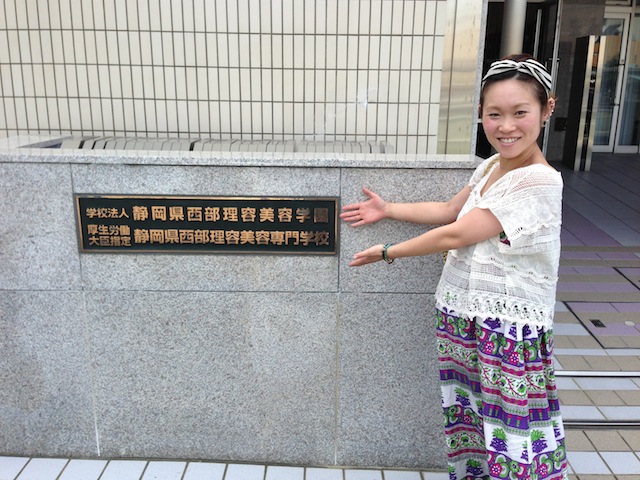 学校法人 静岡県西部理容美容学園
厚生労働大臣指定 静岡県西部理容美容専門学校